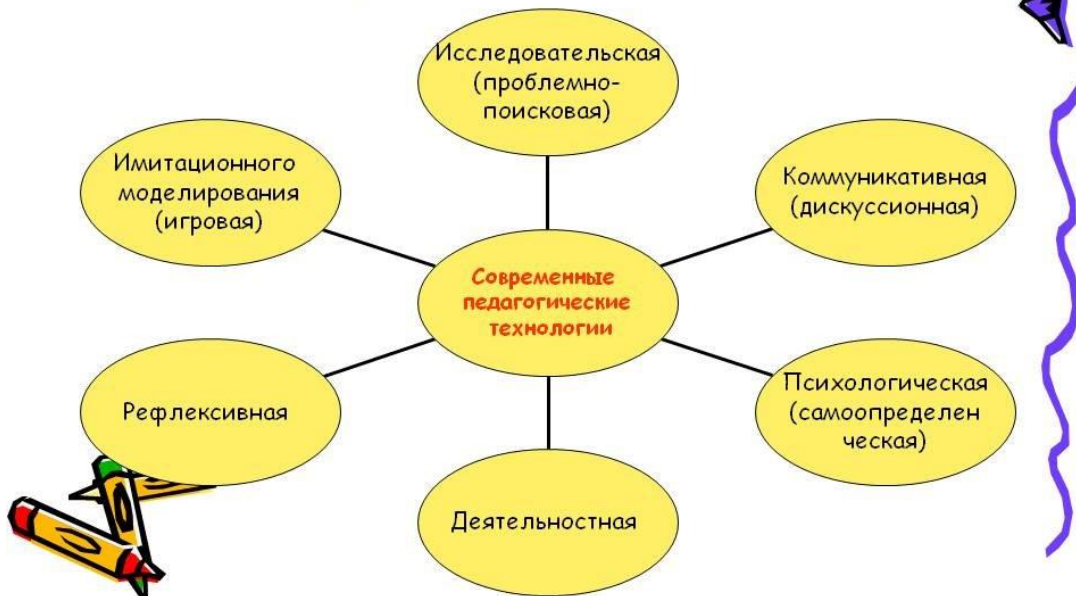 Исследовательская
(проблемно-
поисковая)
Имитационного
моделирования
(игровая)
Коммуникативная
(дискуссионная)
Современные
педагогические
технологии
Рефлексивная
Психологическая
(самоопределен
ческая)
Деятельностная